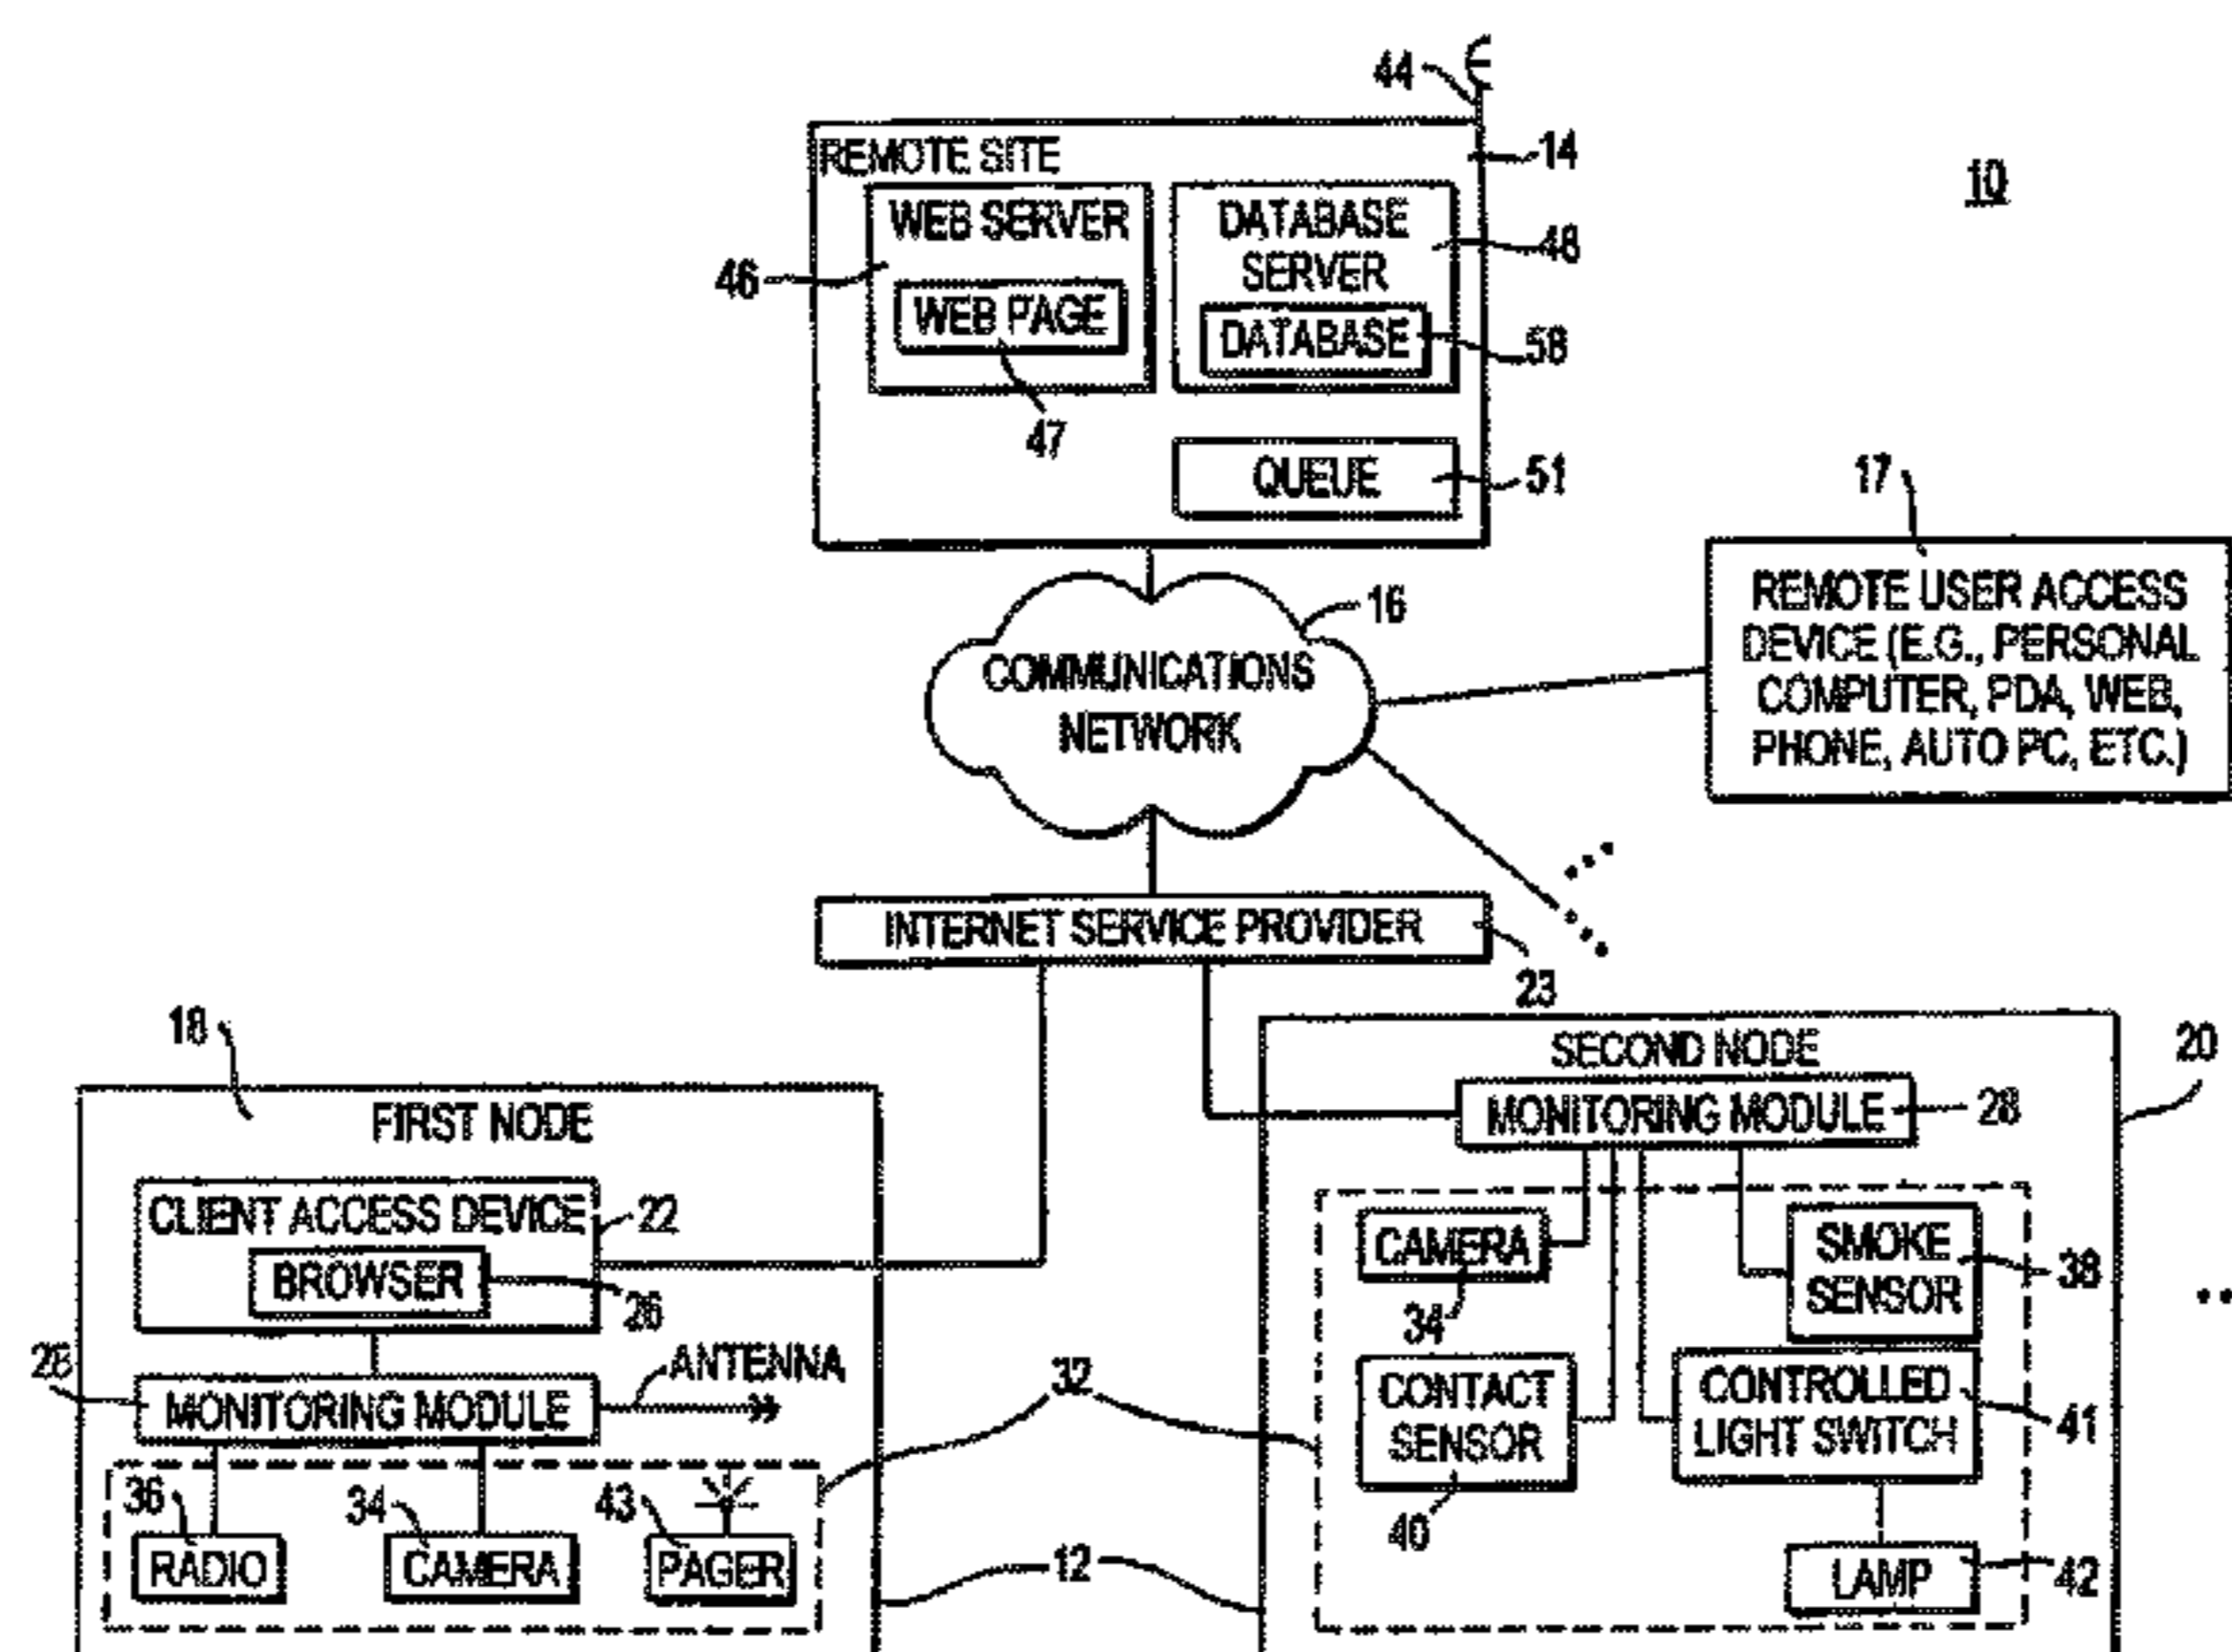 44
REMOTE SITE
14
10
WEB SERVER
46
WEB PAGE
47
DATABASE
SERVER
48
DATABASE
58
QUEUE
51
17
REMOTE USER ACCESS
DEVICE (E.G., PERSONAL
COMPUTER, PDA, WEB,
PHONE, AUTO PC, ETC.)
16
COMMUNICATIONS
NETWORK
INTERNET SERVICE PROVIDER
23
18
FIRST NODE
CLIENT ACCESS DEVICE
22
BROWSER
26
28
MONITORING MODULE
ANTENNA
36
RADIO
34
CAMERA
43
PAGER
32
12
SECOND NODE
20
MONITORING MODULE
28
CAMERA
34
SMOKE
SENSOR
38
CONTACT
SENSOR
40
CONTROLLED
LIGHT SWITCH
41
LAMP
42